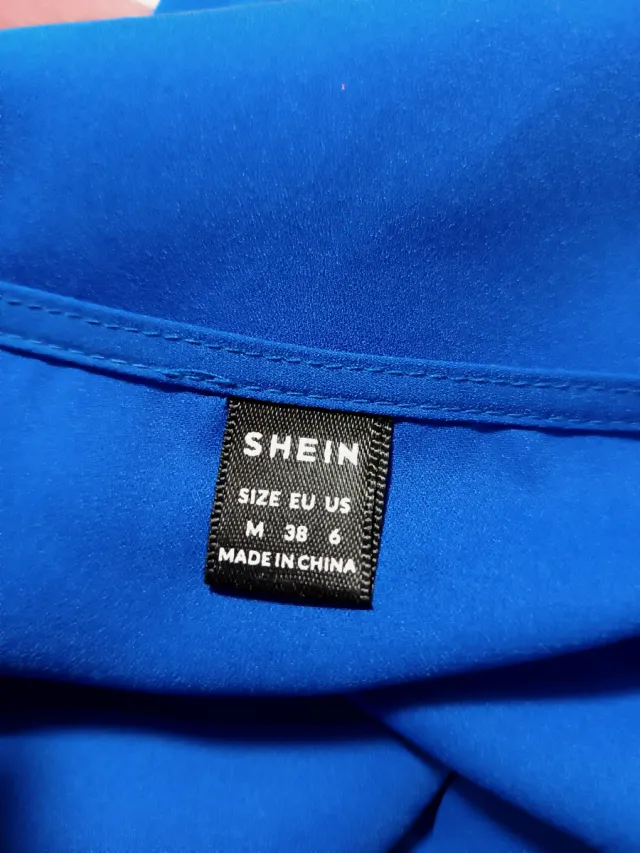 SHEIN
SIZE EU US
M 38 6
MADE IN CHINA